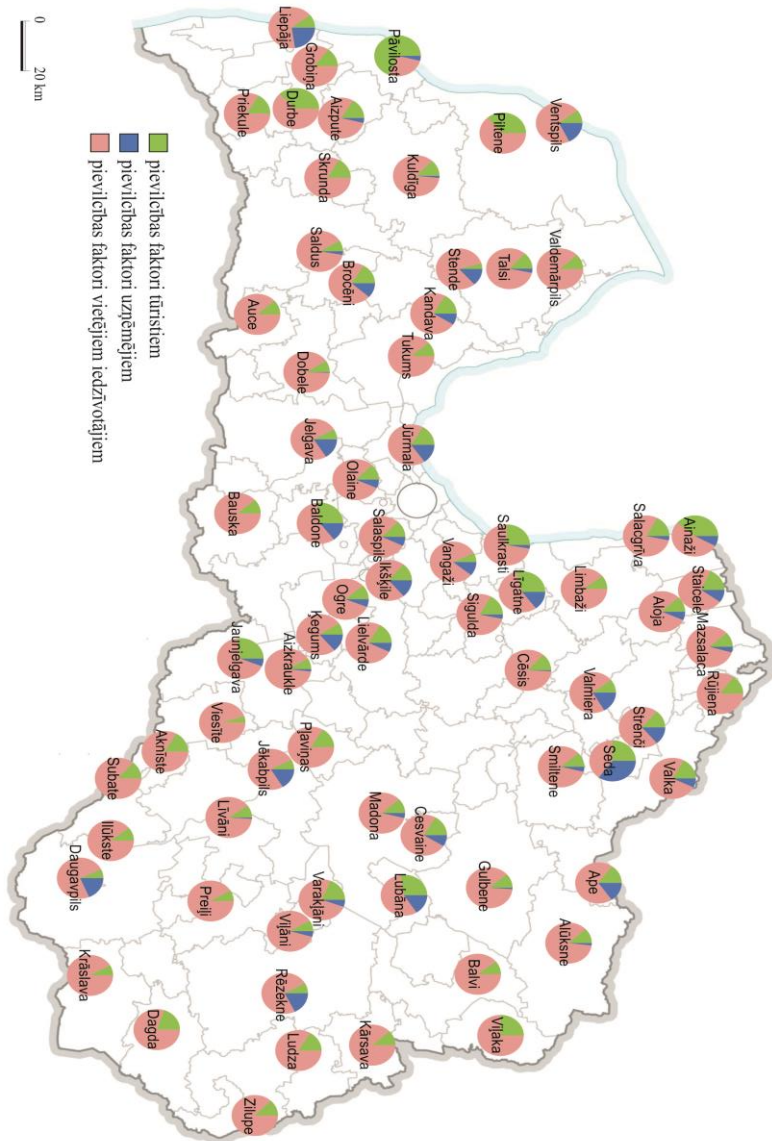 Ventspils
Piltene
Pāvilosta
Liepāja
Grobiņa
Durbe
Aizpute
Priekule
Skrunda
Kuldīga
Valdemārpils
Talsi
Stende
Kandava
Saldus
Brocēni
Auce
Tukums
Dobele
Jūrmala
Jelgava
Olaine
Bauska
Baldone
Salaspils
Ikšķile
Ogre
Vangaži
Saulkrasti
Līgatne
Sigulda
Ķegums
Lielvārde
Jaunjelgava
Aizkraukle
Ainaži
Salacgrīva
Staicele
Aloja
Mazsalaca
Rūjiena
Limbaži
Cēsis
Valmiera
Strenči
Seda
Valka
Smiltene
Viesīte
Aknīste
Subate
Jēkabpils
Pļaviņas
Līvāni
Ilūkste
Daugavpils
Preiļi
Madona
Cesvaine
Lubāna
Varakļāni
Viļāni
Gulbene
Ape
Alūksne
Balvi
Viļaka
Rēzekne
Ludza
Kārsava
Krāslava
Dagda
Zilupe
pievilcības faktori tūristiem
pievilcības faktori uzņēmējiem
pievilcības faktori vietējiem iedzīvotājiem
0 20 km